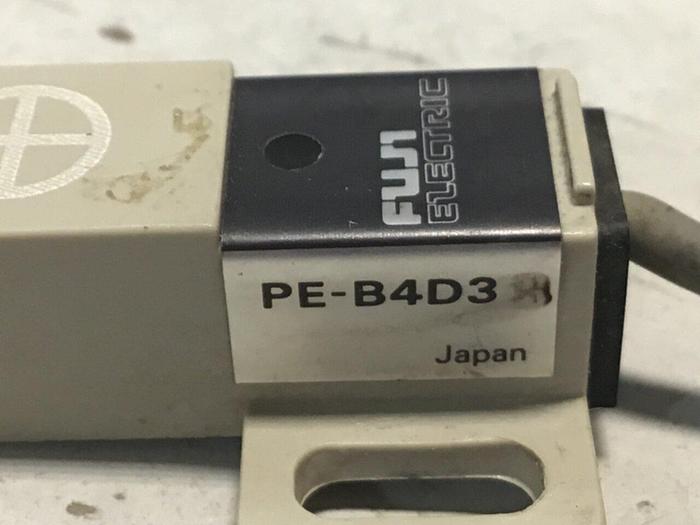 FUJI
ELECTRIC
PE-B4D3
Japan